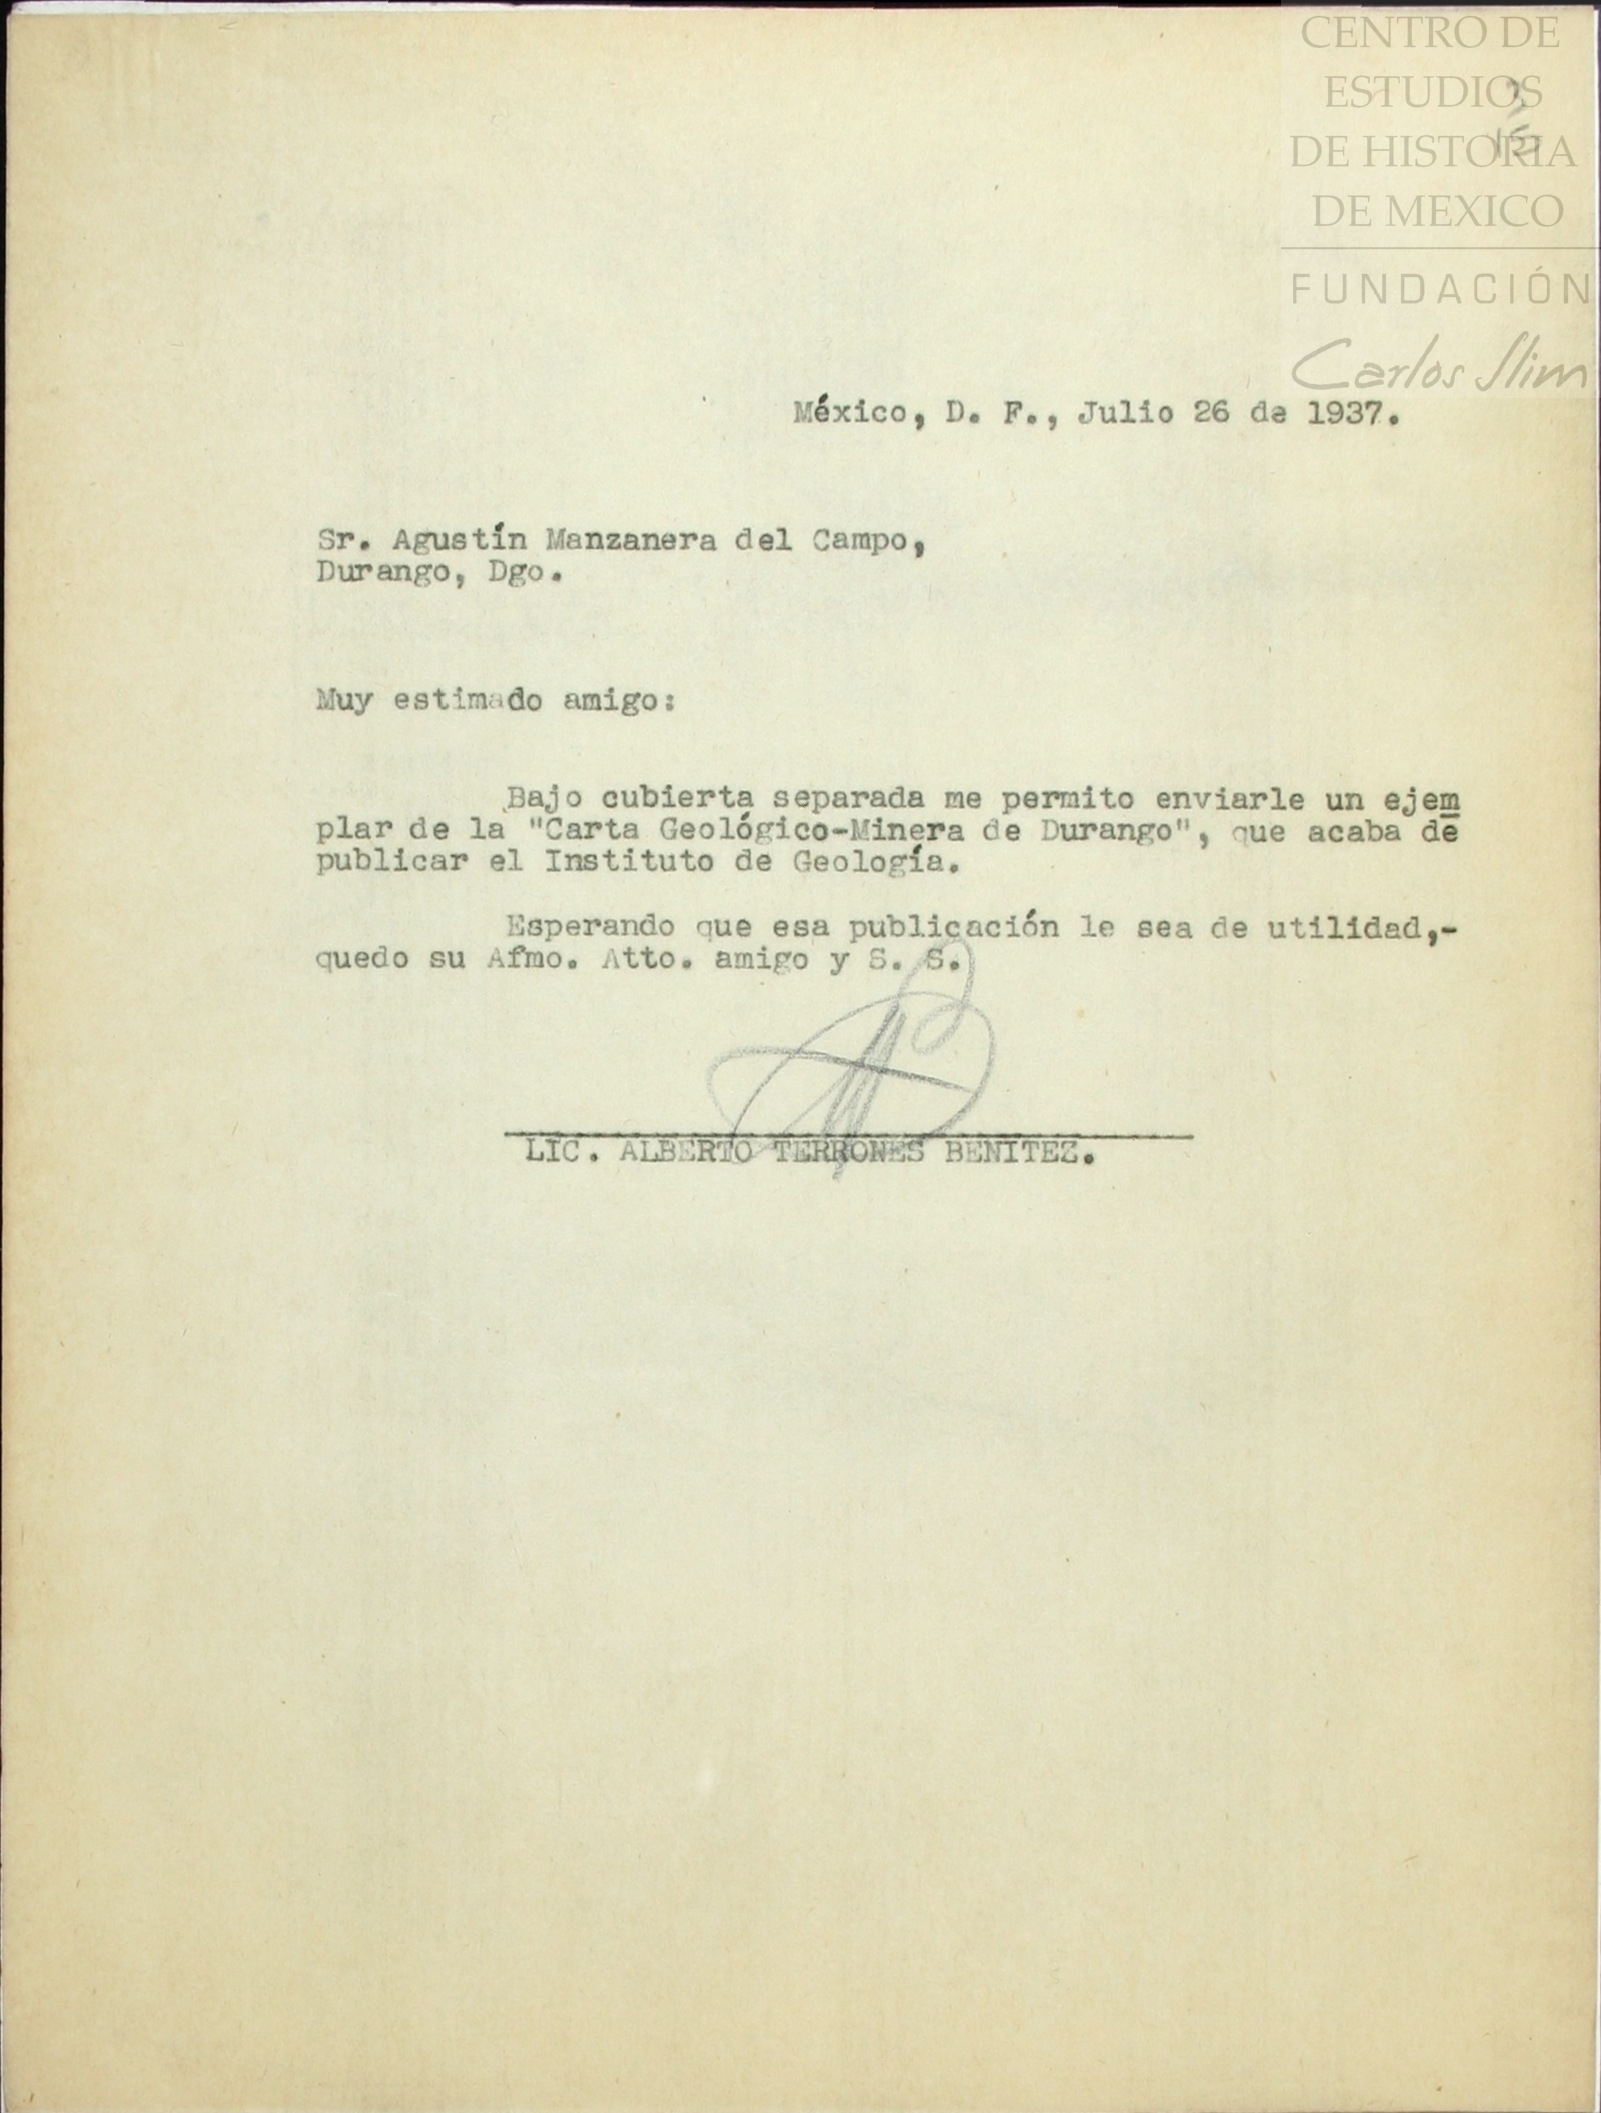 CENTRO DE
ESTUDIOS
DE HISTORIA
DE MEXICO
FUNDACIÓN
Carlos Slim
México, D. F., Julio 26 de 1937.
Sr. Agustín Manzanera del Campo,
Durango, Dgo.
Muy estimado amigo:
Bajo cubierta separada me permito enviarle un ejem
plar de la "Carta Geológico-Minera de Durango", que acaba de
publicar el Instituto de Geología.
Esperando que esa publicación le sea de utilidad,-
quedo su Afmo. Atto. amigo y S. S.
LIC. ALBERTO TERRONES BENITEZ.